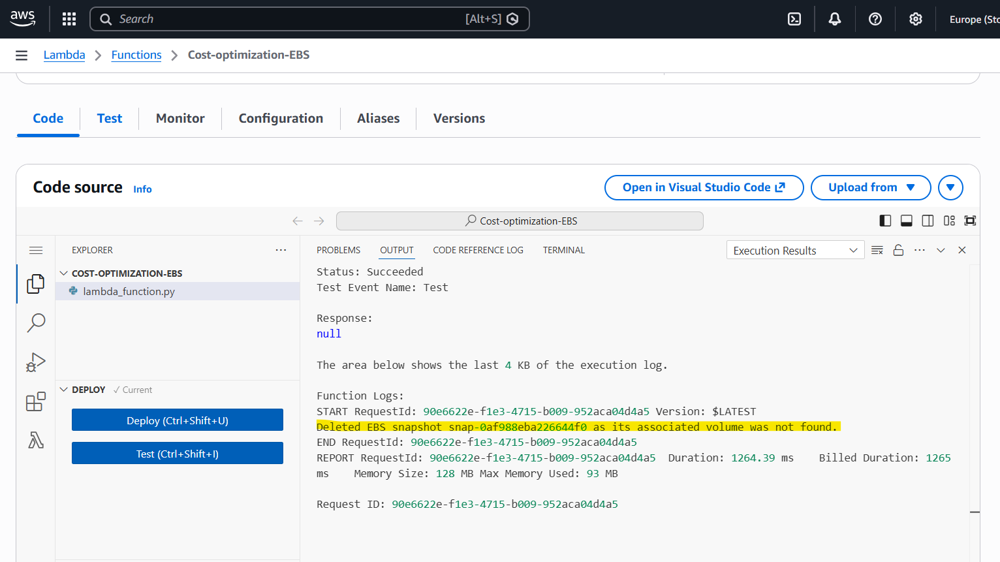 aws
Search [Alt+S]
Europe (Sto
Lambda > Functions > Cost-optimization-EBS
Code Test Monitor Configuration Aliases Versions
Code source Info
Open in Visual Studio Code Upload from
Cost-optimization-EBS
EXPLORER
COST-OPTIMIZATION-EBS
lambda_function.py
DEPLOY ✓ Current
Deploy (Ctrl+Shift+U)
Test (Ctrl+Shift+I)
PROBLEMS OUTPUT CODE REFERENCE LOG TERMINAL
Execution Results
Status: Succeeded
Test Event Name: Test
Response:
null
The area below shows the last 4 KB of the execution log.
Function Logs:
START RequestId: 90e6622e-f1e3-4715-b009-952aca04d4a5 Version: $LATEST
Deleted EBS snapshot snap-0af988eba226644f0 as its associated volume was not found.
END RequestId: 90e6622e-f1e3-4715-b009-952aca04d4a5
REPORT RequestId: 90e6622e-f1e3-4715-b009-952aca04d4a5 Duration: 1264.39 ms Billed Duration: 1265
ms Memory Size: 128 MB Max Memory Used: 93 MB
Request ID: 90e6622e-f1e3-4715-b009-952aca04d4a5